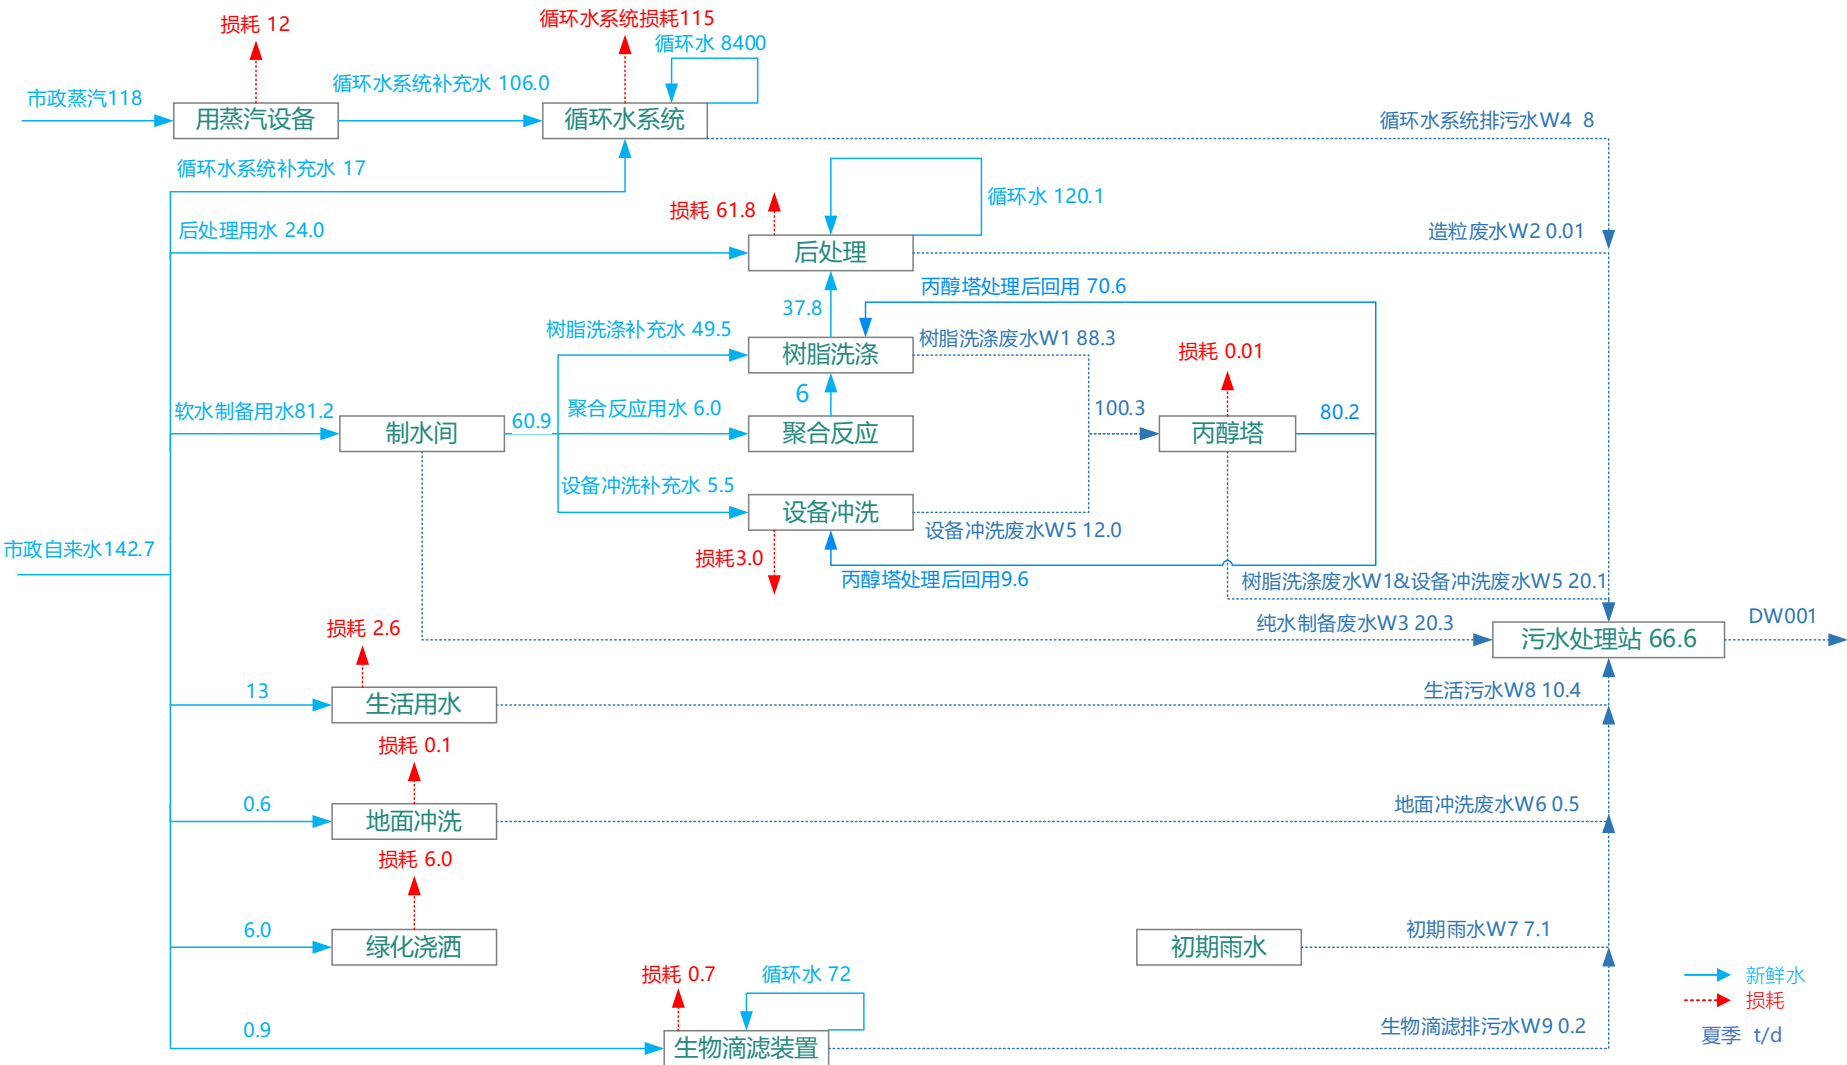 损耗 12
循环水系统损耗115
循环水 8400
循环水系统补充水 106.0
市政蒸汽118
用蒸汽设备
循环水系统
循环水系统排污水W4 8
循环水系统补充水 17
循环水 120.1
损耗 61.8
后处理用水 24.0
造粒废水W2 0.01
后处理
丙醇塔处理后回用 70.6
37.8
树脂洗涤补充水 49.5
树脂洗涤废水W1 88.3
树脂洗涤
损耗 0.01
6
软水制备用水81.2
聚合反应用水 6.0
100.3
80.2
60.9
制水间
聚合反应
丙醇塔
设备冲洗补充水 5.5
设备冲洗
设备冲洗废水W5 12.0
市政自来水142.7
损耗3.0
丙醇塔处理后回用9.6
树脂洗涤废水W1&设备冲洗废水W5 20.1
DW001
纯水制备废水W3 20.3
损耗 2.6
污水处理站 66.6
13
生活用水
生活污水W8 10.4
损耗 0.1
0.6
地面冲洗废水W6 0.5
地面冲洗
损耗 6.0
6.0
初期雨水W7 7.1
绿化浇洒
初期雨水
损耗 0.7
循环水 72
新鲜水
损耗
0.9
生物滴滤排污水W9 0.2
夏季 t/d
生物滴滤装置